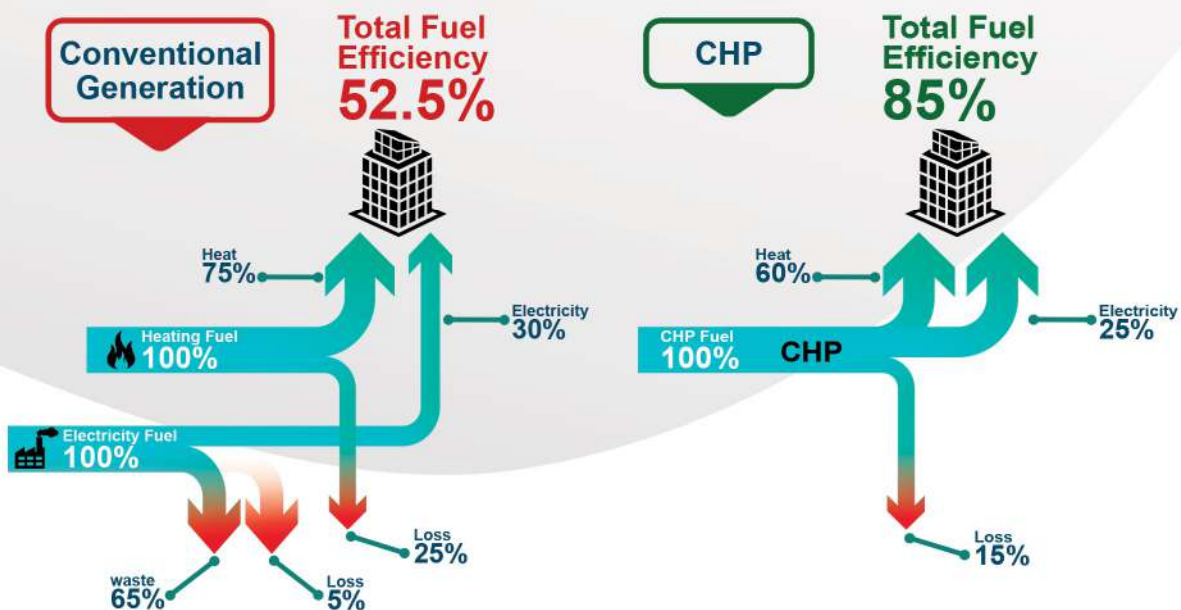 Conventional
Generation
Total Fuel
Efficiency
52.5%
Heat
75%
Electricity
30%
Heating Fuel
100%
Electricity Fuel
100%
waste
65%
Loss
5%
Loss
25%
CHP
Total Fuel
Efficiency
85%
Heat
60%
Electricity
25%
CHP Fuel
100%
CHP
Loss
15%